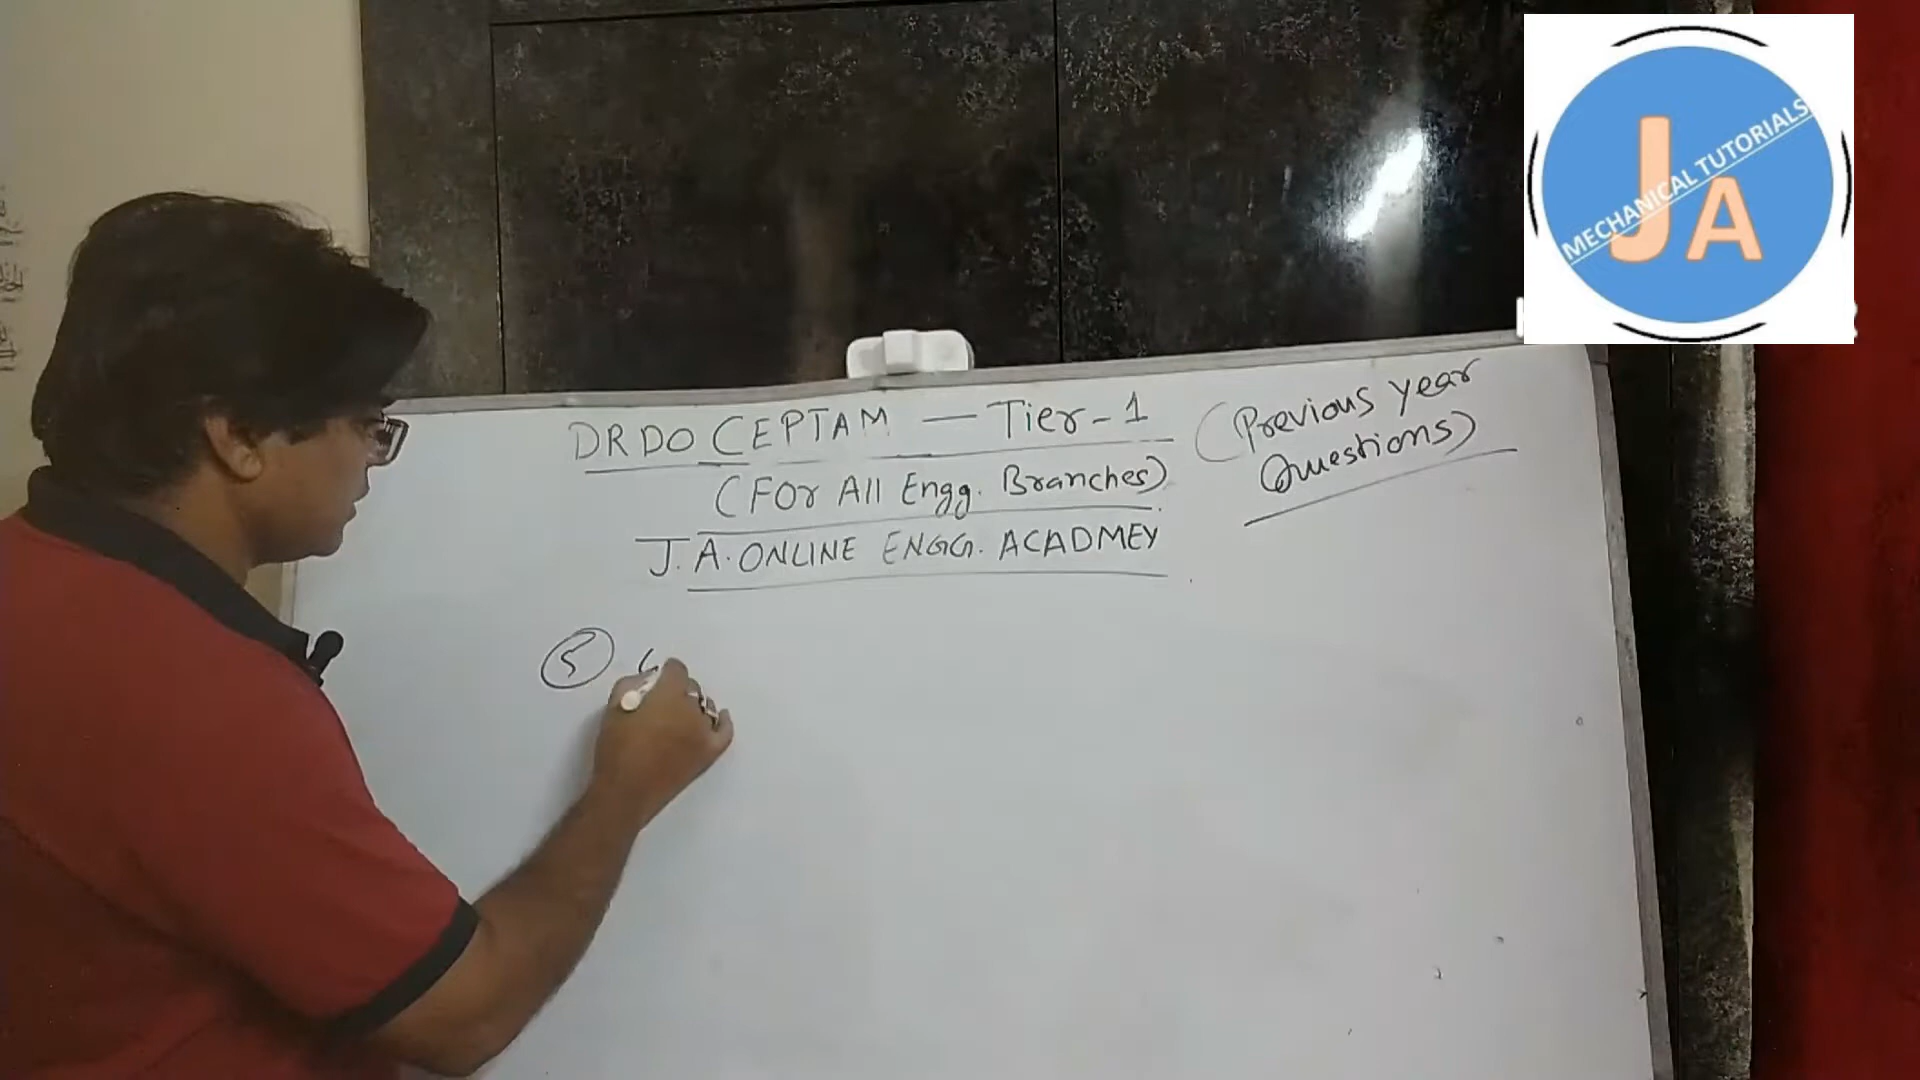 DRDO CEPTAM — Tier-1
(Previous year
Questions)
(For All Engg. Branches)
J.A. ONLINE ENGG. ACADMEY
5
JA
MECHANICAL TUTORIALS